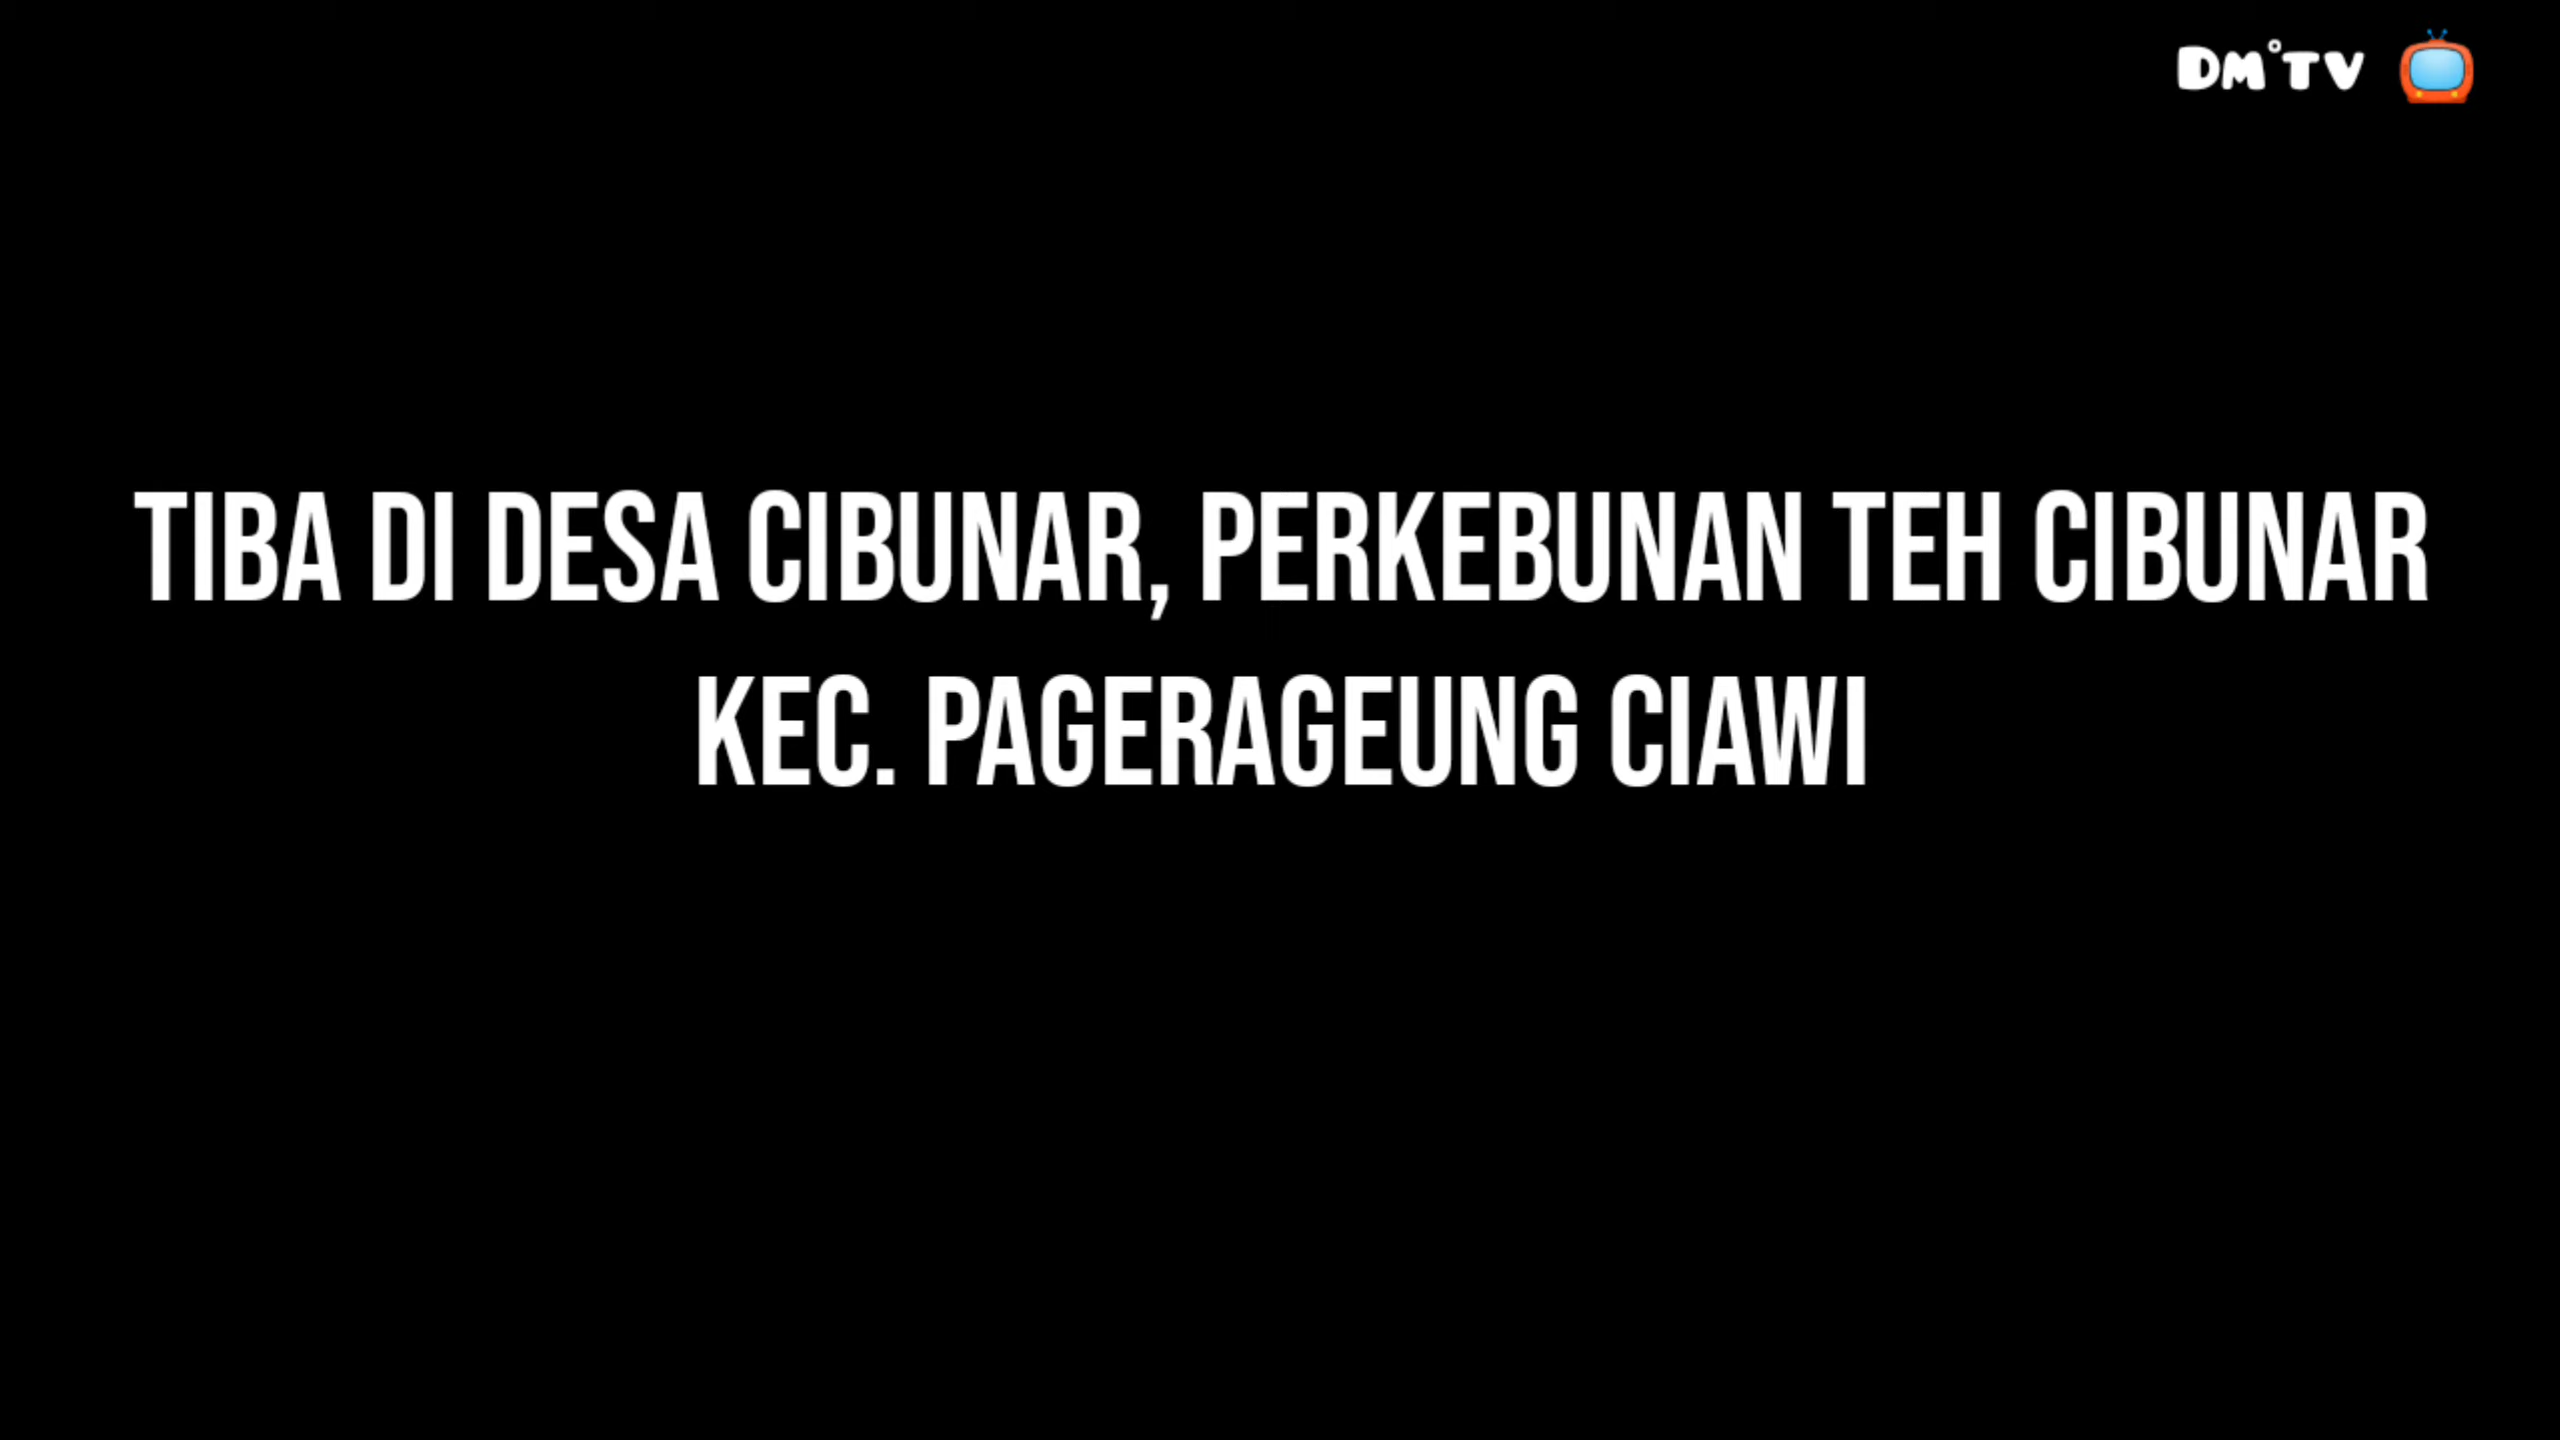 DM°TV
TIBA DI DESA CIBUNAR, PERKEBUNAN TEH CIBUNAR
KEC. PAGERAGEUNG CIAWI